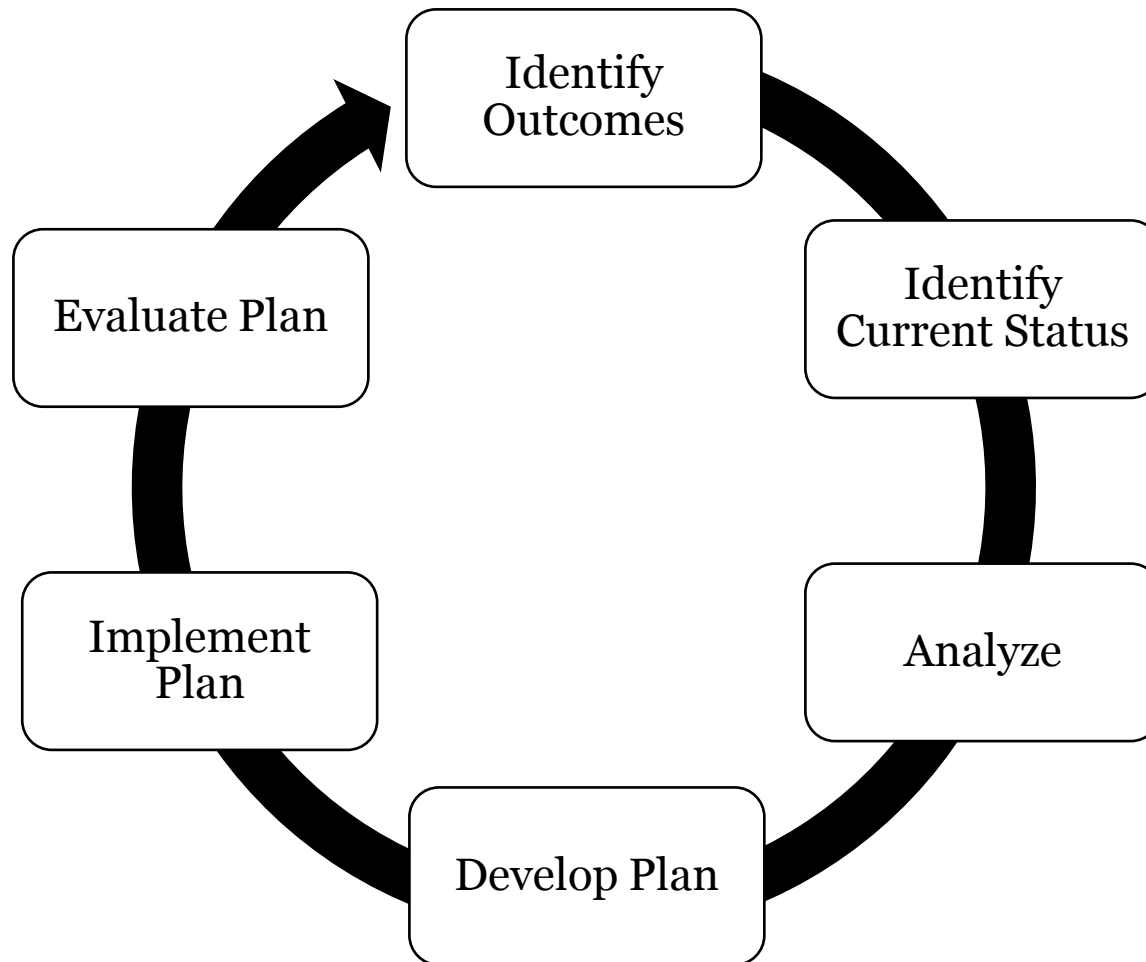 Identify
Outcomes
Identify
Current Status
Analyze
Develop Plan
Implement
Plan
Evaluate Plan